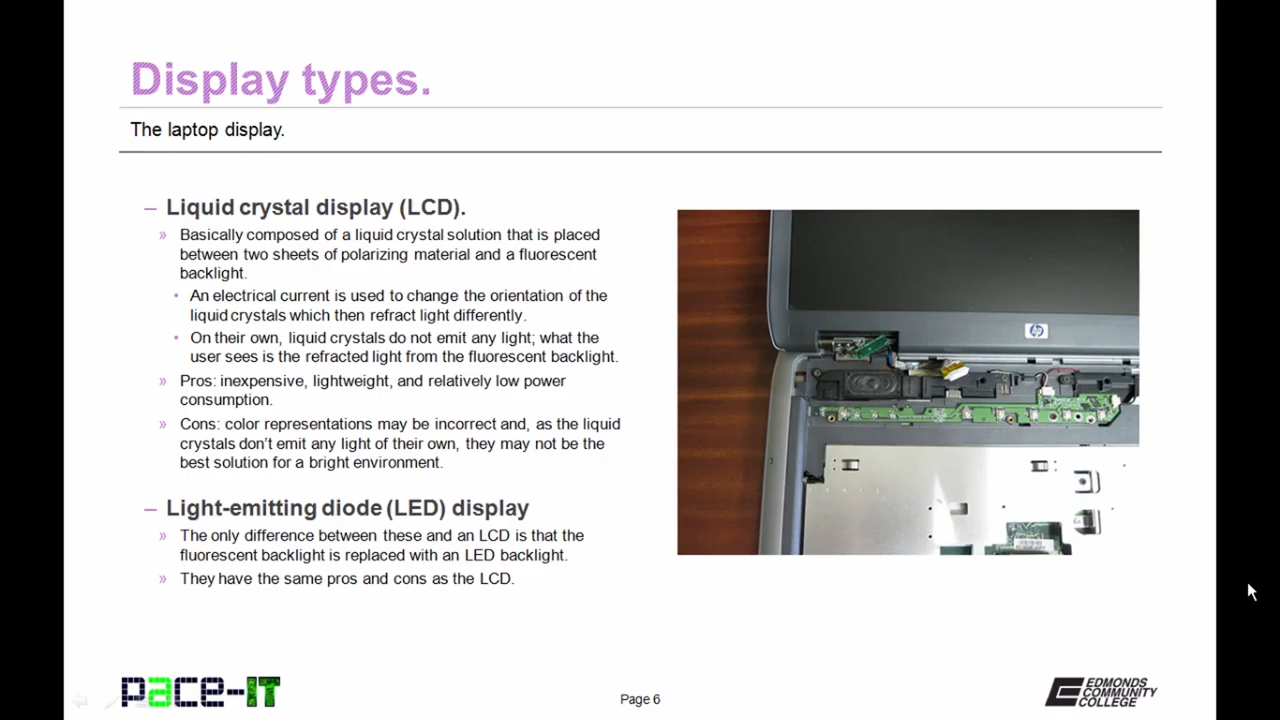 Display types.
The laptop display.
– Liquid crystal display (LCD).
» Basically composed of a liquid crystal solution that is placed
between two sheets of polarizing material and a fluorescent
backlight.
• An electrical current is used to change the orientation of the
liquid crystals which then refract light differently.
• On their own, liquid crystals do not emit any light; what the
user sees is the refracted light from the fluorescent backlight.
» Pros: inexpensive, lightweight, and relatively low power
consumption.
» Cons: color representations may be incorrect and, as the liquid
crystals don’t emit any light of their own, they may not be the
best solution for a bright environment.
– Light-emitting diode (LED) display
» The only difference between these and an LCD is that the
fluorescent backlight is replaced with an LED backlight.
» They have the same pros and cons as the LCD.
hp
pace-IT
Page 6
EDMONDS
COMMUNITY
COLLEGE